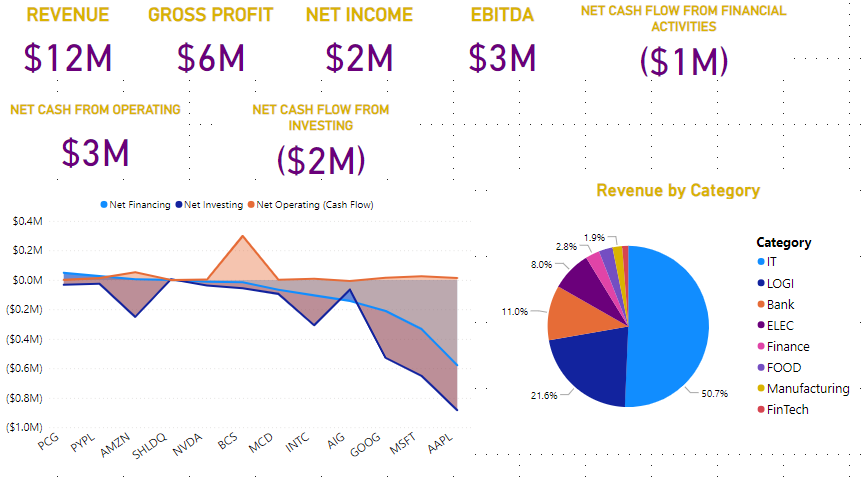 REVENUE
GROSS PROFIT
NET INCOME
EBITDA
NET CASH FLOW FROM FINANCIAL
ACTIVITIES
$12M
$6M
$2M
$3M
($1M)
NET CASH FROM OPERATING
NET CASH FLOW FROM
INVESTING
$3M
($2M)
Net Financing
Net Investing
Net Operating (Cash Flow)
$0.4M
$0.2M
$0.0M
($0.2M)
($0.4M)
($0.6M)
($0.8M)
($1.0M)
PCG
PYPL
AMZN
SHLDQ
NVDA
BCS
MCD
INTC
AIG
GOOG
MSFT
AAPL
Revenue by Category
1.9%
2.8%
8.0%
11.0%
21.6%
50.7%
Category
IT
LOGI
Bank
ELEC
Finance
FOOD
Manufacturing
FinTech